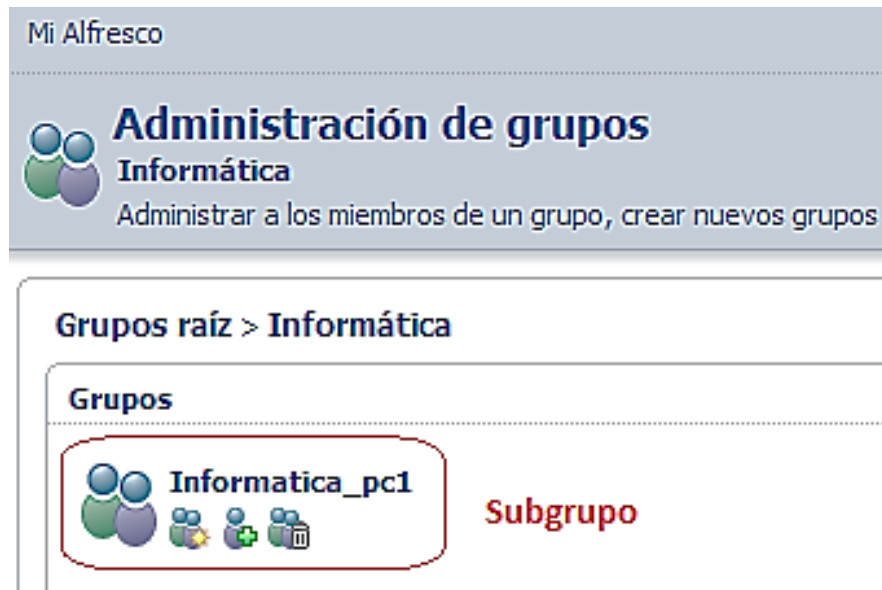 Mi Alfresco
Administración de grupos
Informática
Administrar a los miembros de un grupo, crear nuevos grupos
Grupos raíz > Informática
Grupos
Informatica_pc1
Subgrupo